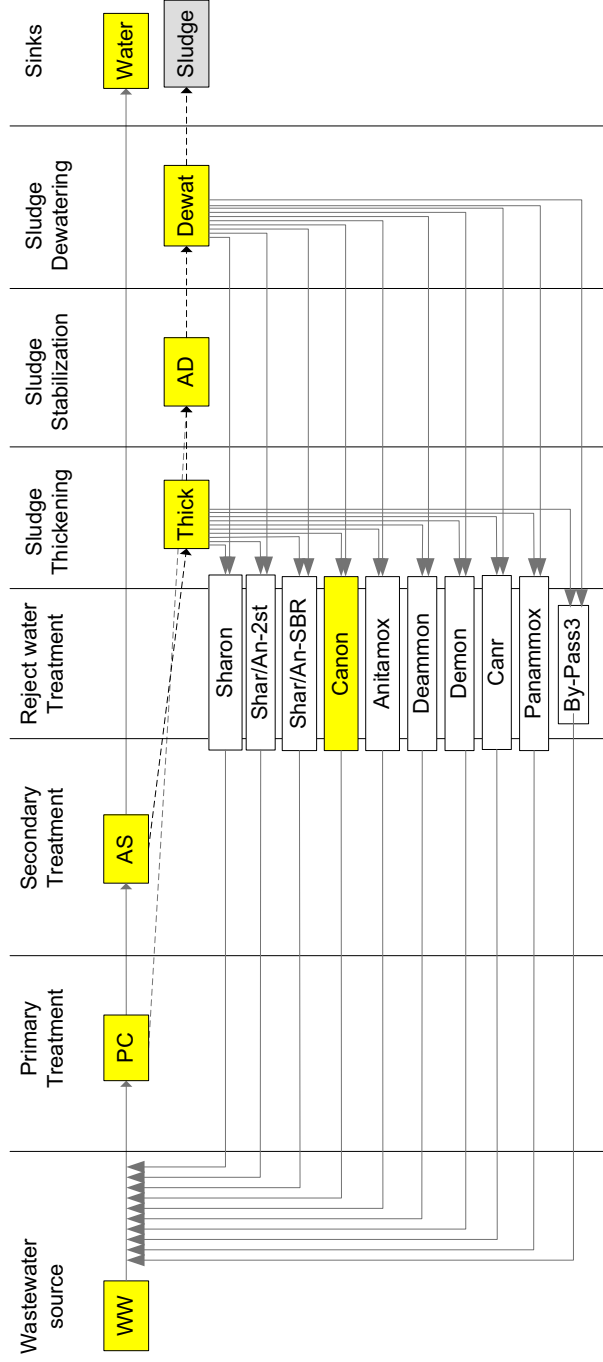 Wastewater
source
Primary
Treatment
Secondary
Treatment
Reject water
Treatment
Sludge
Thickening
Sludge
Stabilization
Sludge
Dewatering
Sinks
WW
PC
AS
Water
Thick
AD
Dewat
Sludge
Sharon
Shar/An-2st
Shar/An-SBR
Canon
Anitamox
Deammon
Demon
Canr
Panammox
By-Pass3